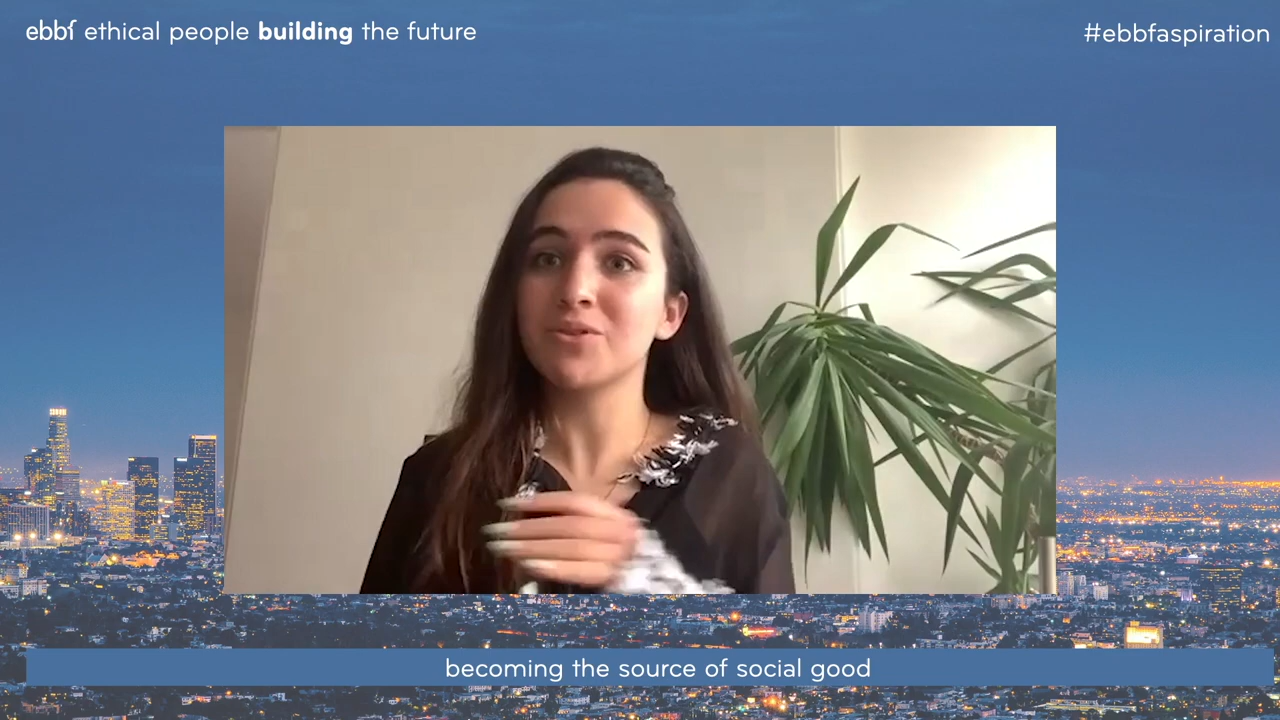 ebbf ethical people building the future
#ebbfaspiration
becoming the source of social good